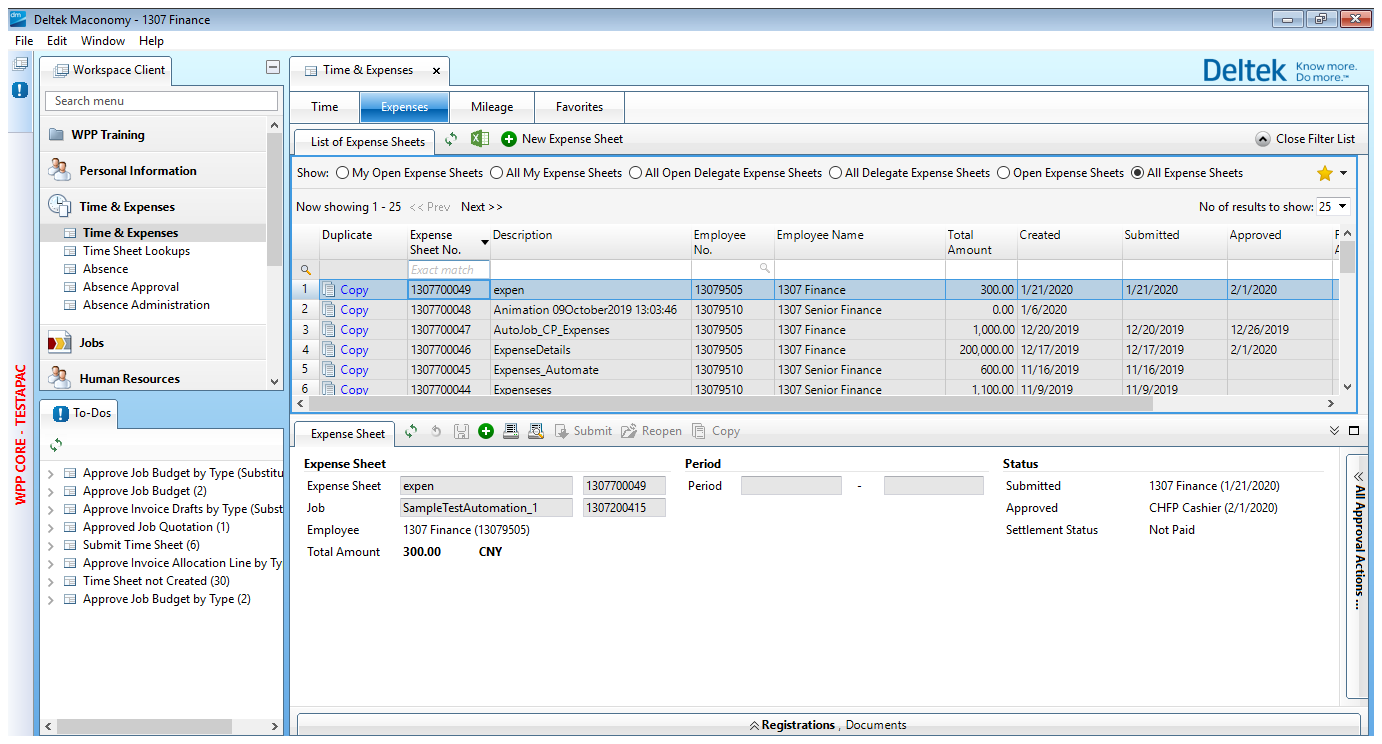 Deltek Maconomy - 1307 Finance
File Edit Window Help
Workspace Client
Search menu
WPP Training
Personal Information
Time & Expenses
Time & Expenses
Time Sheet Lookups
Absence
Absence Approval
Absence Administration
Jobs
Human Resources
WPP CORE - TESTAPAC
To-Dos
Approve Job Budget by Type (Substitu
Approve Job Budget (2)
Approve Invoice Drafts by Type (Subst
Approved Job Quotation (1)
Submit Time Sheet (6)
Approve Invoice Allocation Line by Ty
Time Sheet not Created (30)
Approve Job Budget by Type (2)
Time & Expenses x
Deltek Know more.
Do more.™
Time Expenses Mileage Favorites
List of Expense Sheets New Expense Sheet Close Filter List
Show: My Open Expense Sheets All My Expense Sheets All Open Delegate Expense Sheets All Delegate Expense Sheets Open Expense Sheets All Expense Sheets
Now showing 1 - 25 << Prev Next >> No of results to show: 25
Duplicate Expense Description Employee Employee Name Total Created Submitted Approved
Sheet No. No. Amount
Exact match
1 Copy 1307700049 expen 13079505 1307 Finance 300.00 1/21/2020 1/21/2020 2/1/2020
2 Copy 1307700048 Animation 09October2019 13:03:46 13079510 1307 Senior Finance 0.00 1/6/2020
3 Copy 1307700047 AutoJob_CP_Expenses 13079505 1307 Finance 1,000.00 12/20/2019 12/20/2019 12/26/2019
4 Copy 1307700046 ExpenseDetails 13079505 1307 Finance 200,000.00 12/17/2019 12/17/2019 2/1/2020
5 Copy 1307700045 Expenses_Automate 13079510 1307 Senior Finance 600.00 11/16/2019 11/16/2019
6 Copy 1307700044 Expenseses 13079510 1307 Senior Finance 1,100.00 11/9/2019 11/9/2019
Expense Sheet Submit Reopen Copy
Expense Sheet Period Status
Expense Sheet expen 1307700049 Period - Submitted 1307 Finance (1/21/2020)
Job SampleTestAutomation_1 1307200415 Approved CHFP Cashier (2/1/2020)
Employee 1307 Finance (13079505) Settlement Status Not Paid
Total Amount 300.00 CNY
All Approval Actions ...
Registrations , Documents